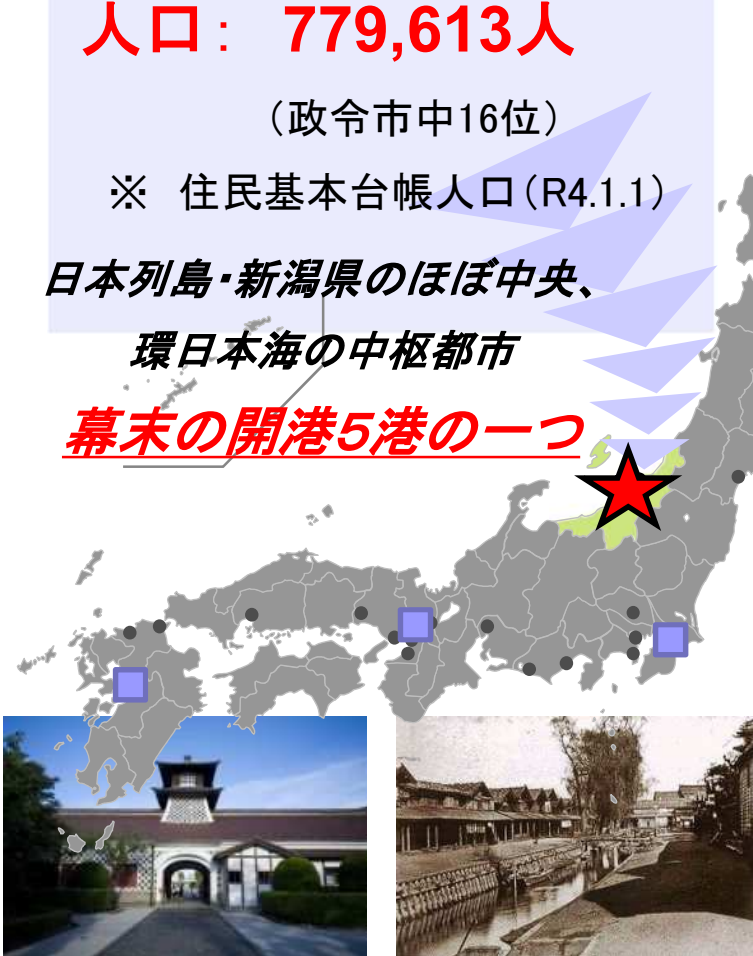 人口：　779,613人
（政令市中16位）
※　住民基本台帳人口（R4.1.1）
日本列島・新潟県のほぼ中央、
環日本海の中枢都市
幕末の開港５港の一つ